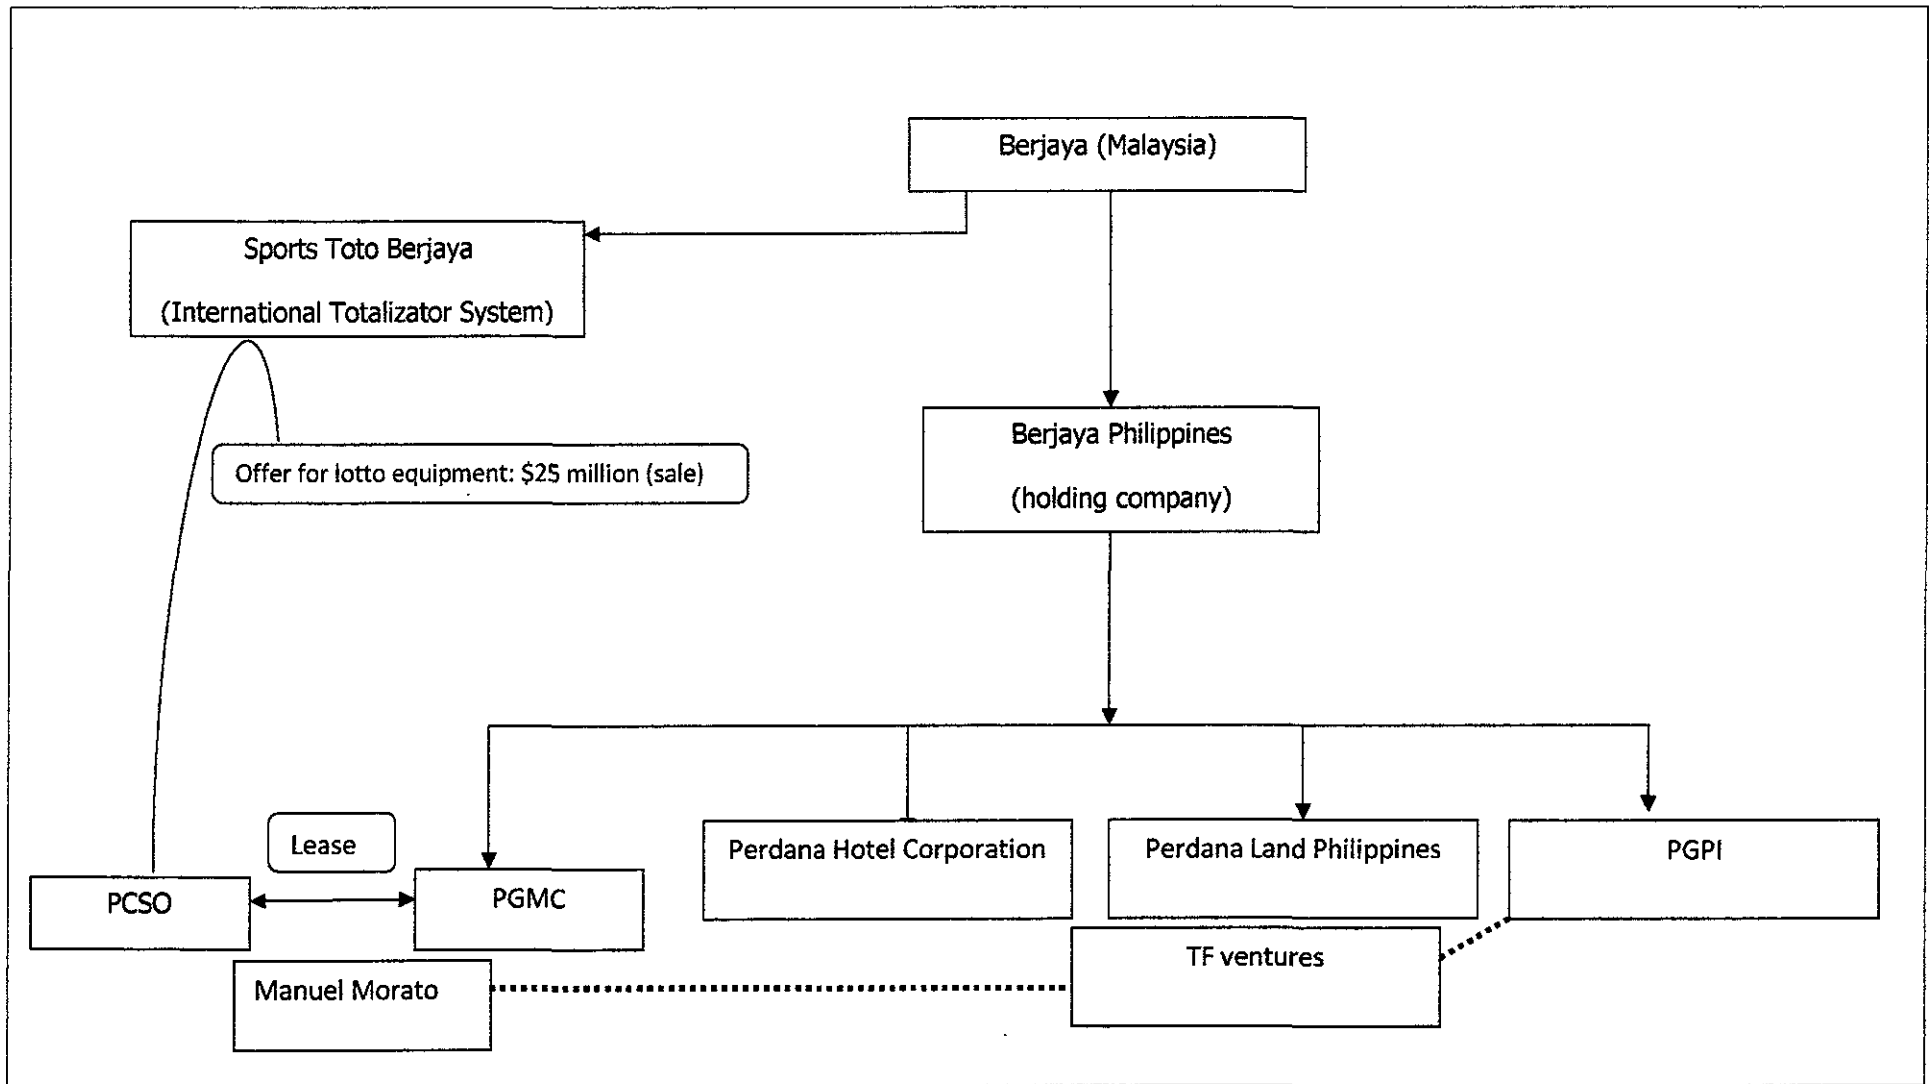 Berjaya (Malaysia)
Sports Toto Berjaya
(International Totalizator System)
Offer for lotto equipment: $25 million (sale)
Berjaya Philippines
(holding company)
Lease
PCSO
PGMC
Perdana Hotel Corporation
Perdana Land Philippines
PGPI
TF ventures
Manuel Morato